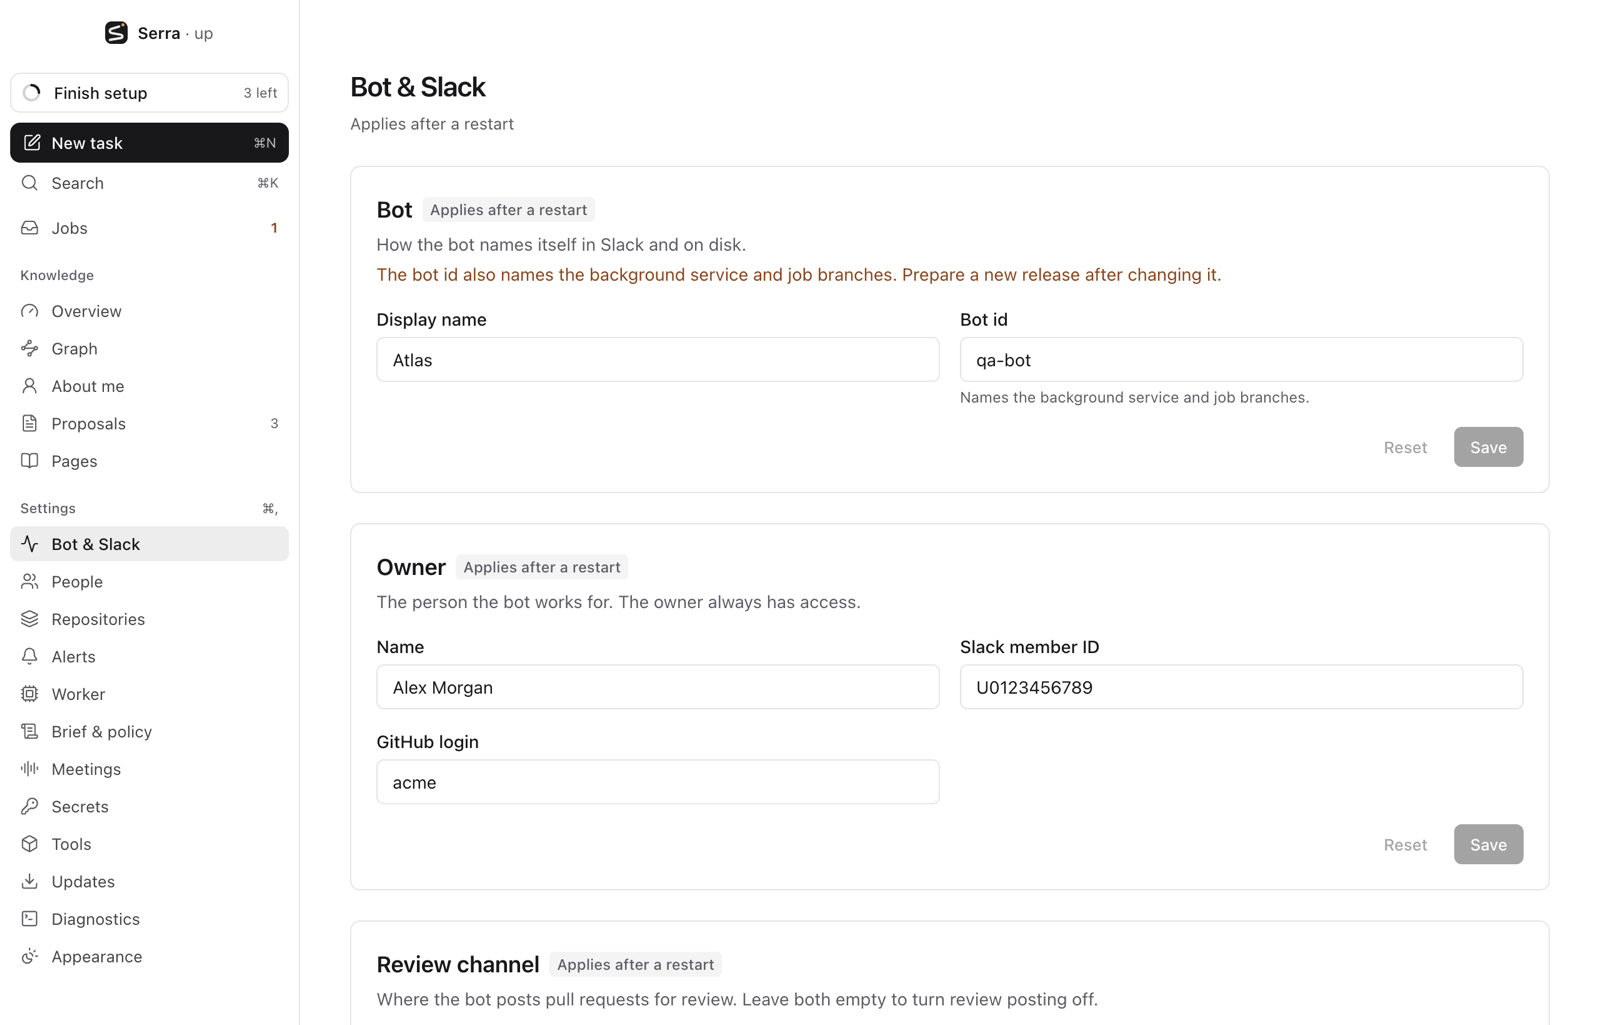 Serra · up
Finish setup 3 left
New task ⌘N
Search ⌘K
Jobs 1
Knowledge
Overview
Graph
About me
Proposals 3
Pages
Settings ⌘,
Bot & Slack
People
Repositories
Alerts
Worker
Brief & policy
Meetings
Secrets
Tools
Updates
Diagnostics
Appearance
Bot & Slack
Applies after a restart
Bot Applies after a restart
How the bot names itself in Slack and on disk.
The bot id also names the background service and job branches. Prepare a new release after changing it.
Display name Bot id
Atlas qa-bot
Names the background service and job branches.
Reset Save
Owner Applies after a restart
The person the bot works for. The owner always has access.
Name Slack member ID
Alex Morgan U0123456789
GitHub login
acme
Reset Save
Review channel Applies after a restart
Where the bot posts pull requests for review. Leave both empty to turn review posting off.